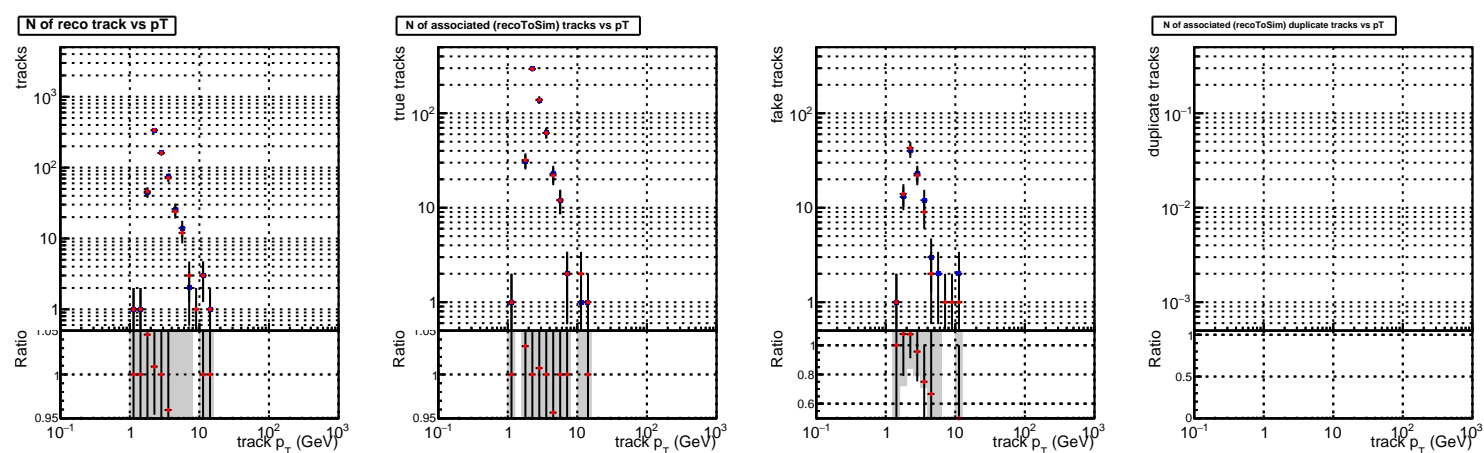 N of reco track vs pT
N of associated (recoToSim) tracks vs pT
N of associated (recoToSim) duplicate tracks vs pT
tracks
10³
10²
10
1
Ratio
1.05
1
0.95
10⁻¹ 1 10 10² 10³
track p_T (GeV)
true tracks
10²
10
1
Ratio
1.05
1
0.95
10⁻¹ 1 10 10² 10³
track p_T (GeV)
fake tracks
10²
10
1
Ratio
1
0.8
0.6
10⁻¹ 1 10 10² 10³
track p_T (GeV)
duplicate tracks
10⁻¹
10⁻²
10⁻³
Ratio
1
0.5
0
10⁻¹ 1 10 10² 10³
track p_T (GeV)